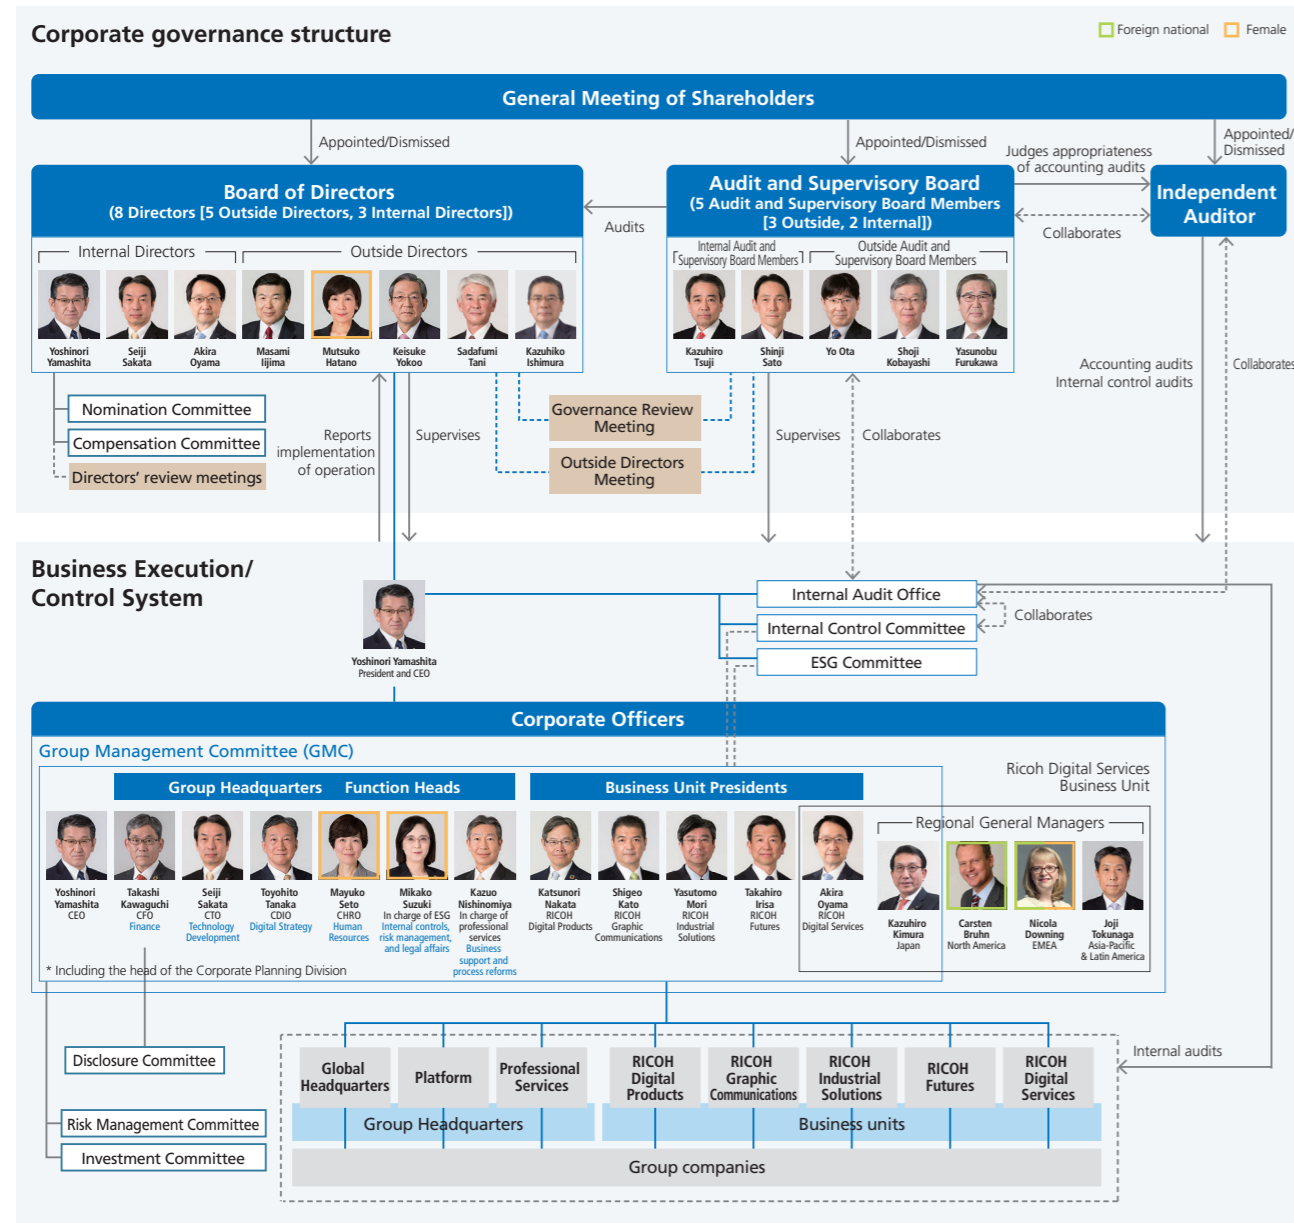 Corporate governance structure
Foreign national
Female
General Meeting of Shareholders
Appointed/Dismissed
Appointed/Dismissed
Appointed/
Dismissed
Judges appropriateness
of accounting audits
Board of Directors
(8 Directors [5 Outside Directors, 3 Internal Directors])
Audits
Audit and Supervisory Board
(5 Audit and Supervisory Board Members
[3 Outside, 2 Internal])
Collaborates
Independent
Auditor
Internal Directors
Outside Directors
Internal Audit and
Supervisory Board Members
Outside Audit and
Supervisory Board Members
Yoshinori
Yamashita
Seiji
Sakata
Akira
Oyama
Masami
Iijima
Mutsuko
Hatano
Keisuke
Yokoo
Sadafumi
Tani
Kazuhiko
Ishimura
Kazuhiro
Tsuji
Shinji
Sato
Yo Ota
Shoji
Kobayashi
Yasunobu
Furukawa
Accounting audits
Internal control audits
Collaborates
Nomination Committee
Compensation Committee
Directors' review meetings
Reports
implementation
of operation
Supervises
Governance Review
Meeting
Outside Directors
Meeting
Supervises
Collaborates
Business Execution/
Control System
Yoshinori Yamashita
President and CEO
Internal Audit Office
Internal Control Committee
ESG Committee
Collaborates
Corporate Officers
Group Management Committee (GMC)
Ricoh Digital Services
Business Unit
Group Headquarters Function Heads
Business Unit Presidents
Regional General Managers
Yoshinori
Yamashita
CEO
Takashi
Kawaguchi
CFO
Finance
Seiji
Sakata
CTO
Technology
Development
Toyohito
Tanaka
CDIO
Digital Strategy
Mayuko
Seto
CHRO
Human
Resources
Mikako
Suzuki
In charge of ESG
Internal controls,
risk management,
and legal affairs
Kazuo
Nishinomiya
In charge of
professional
services
Business
support and
process reforms
Katsunori
Nakata
RICOH
Digital Products
Shigeo
Kato
RICOH
Graphic
Communications
Yasutomo
Mori
RICOH
Industrial
Solutions
Takahiro
Irisa
RICOH
Futures
Akira
Oyama
RICOH
Digital Services
Kazuhiro
Kimura
Japan
Carsten
Bruhn
North America
Nicola
Downing
EMEA
Joji
Tokunaga
Asia-Pacific
& Latin America
* Including the head of the Corporate Planning Division
Disclosure Committee
Risk Management Committee
Investment Committee
Global
Headquarters
Platform
Professional
Services
RICOH
Digital
Products
RICOH
Graphic
Communications
RICOH
Industrial
Solutions
RICOH
Futures
RICOH
Digital
Services
Internal audits
Group Headquarters
Business units
Group companies